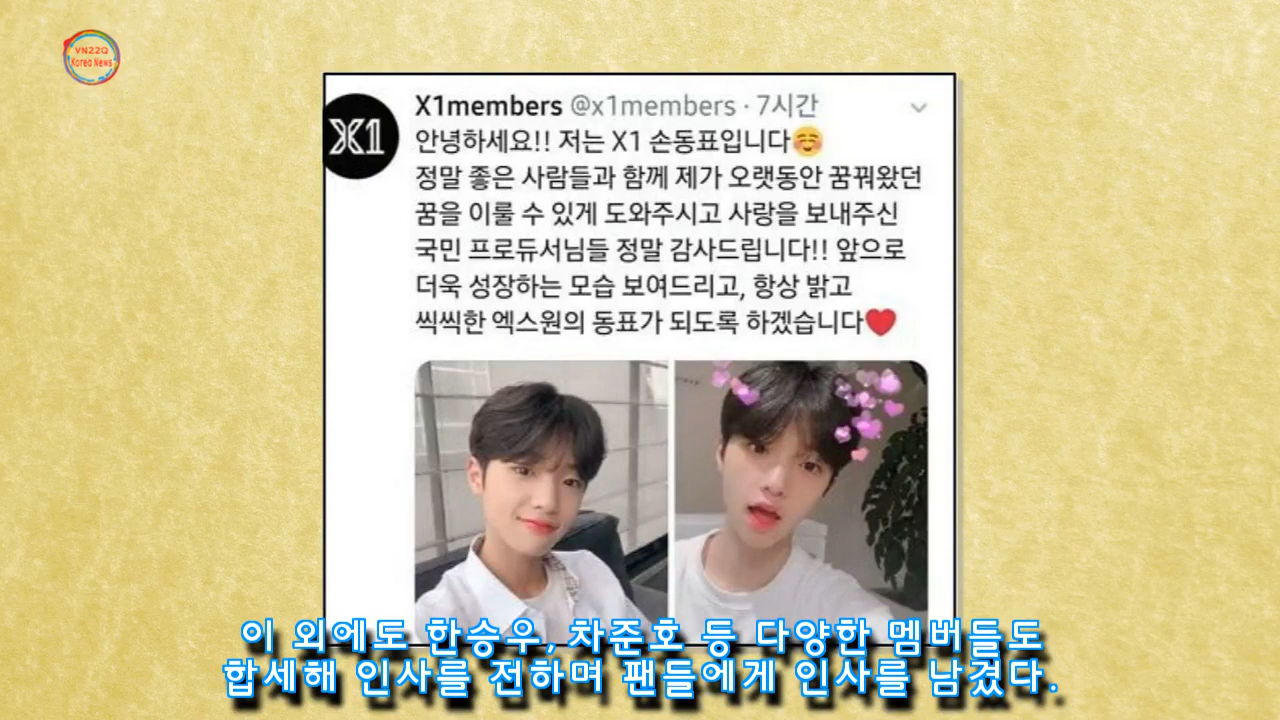 VN22Q
Korea News
X1
X1members @x1members · 7시간
안녕하세요!! 저는 X1 손동표입니다☺️
정말 좋은 사람들과 함께 제가 오랫동안 꿈꿔왔던
꿈을 이룰 수 있게 도와주시고 사랑을 보내주신
국민 프로듀서님들 정말 감사드립니다!! 앞으로
더욱 성장하는 모습 보여드리고, 항상 밝고
씩씩한 엑스원의 동표가 되도록 하겠습니다❤️
이 외에도 한승우, 차준호 등 다양한 멤버들도
합세해 인사를 전하며 팬들에게 인사를 남겼다.